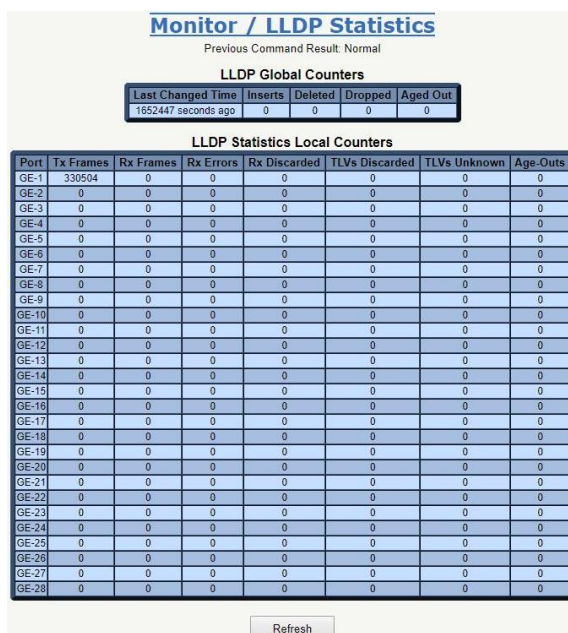 Monitor / LLDP Statistics
Previous Command Result: Normal
LLDP Global Counters
Last Changed Time Inserts Deleted Dropped Aged Out
1652447 seconds ago 0 0 0 0
LLDP Statistics Local Counters
Port Tx Frames Rx Frames Rx Errors Rx Discarded TLVs Discarded TLVs Unknown Age-Outs
GE-1 330504 0 0 0 0 0 0
GE-2 0 0 0 0 0 0 0
GE-3 0 0 0 0 0 0 0
GE-4 0 0 0 0 0 0 0
GE-5 0 0 0 0 0 0 0
GE-6 0 0 0 0 0 0 0
GE-7 0 0 0 0 0 0 0
GE-8 0 0 0 0 0 0 0
GE-9 0 0 0 0 0 0 0
GE-10 0 0 0 0 0 0 0
GE-11 0 0 0 0 0 0 0
GE-12 0 0 0 0 0 0 0
GE-13 0 0 0 0 0 0 0
GE-14 0 0 0 0 0 0 0
GE-15 0 0 0 0 0 0 0
GE-16 0 0 0 0 0 0 0
GE-17 0 0 0 0 0 0 0
GE-18 0 0 0 0 0 0 0
GE-19 0 0 0 0 0 0 0
GE-20 0 0 0 0 0 0 0
GE-21 0 0 0 0 0 0 0
GE-22 0 0 0 0 0 0 0
GE-23 0 0 0 0 0 0 0
GE-24 0 0 0 0 0 0 0
GE-25 0 0 0 0 0 0 0
GE-26 0 0 0 0 0 0 0
GE-27 0 0 0 0 0 0 0
GE-28 0 0 0 0 0 0 0
Refresh